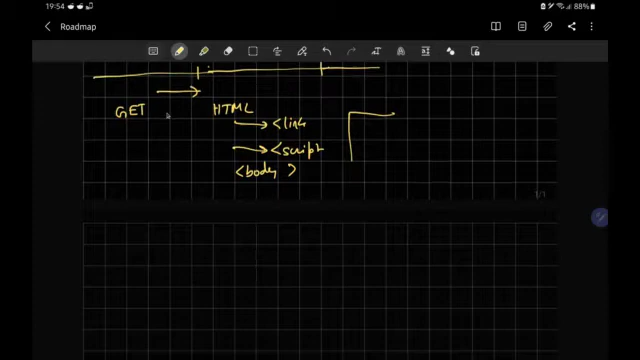 19:54
88%
Roadmap
GET → HTML
→ <link
→ <script
<body >
1/1